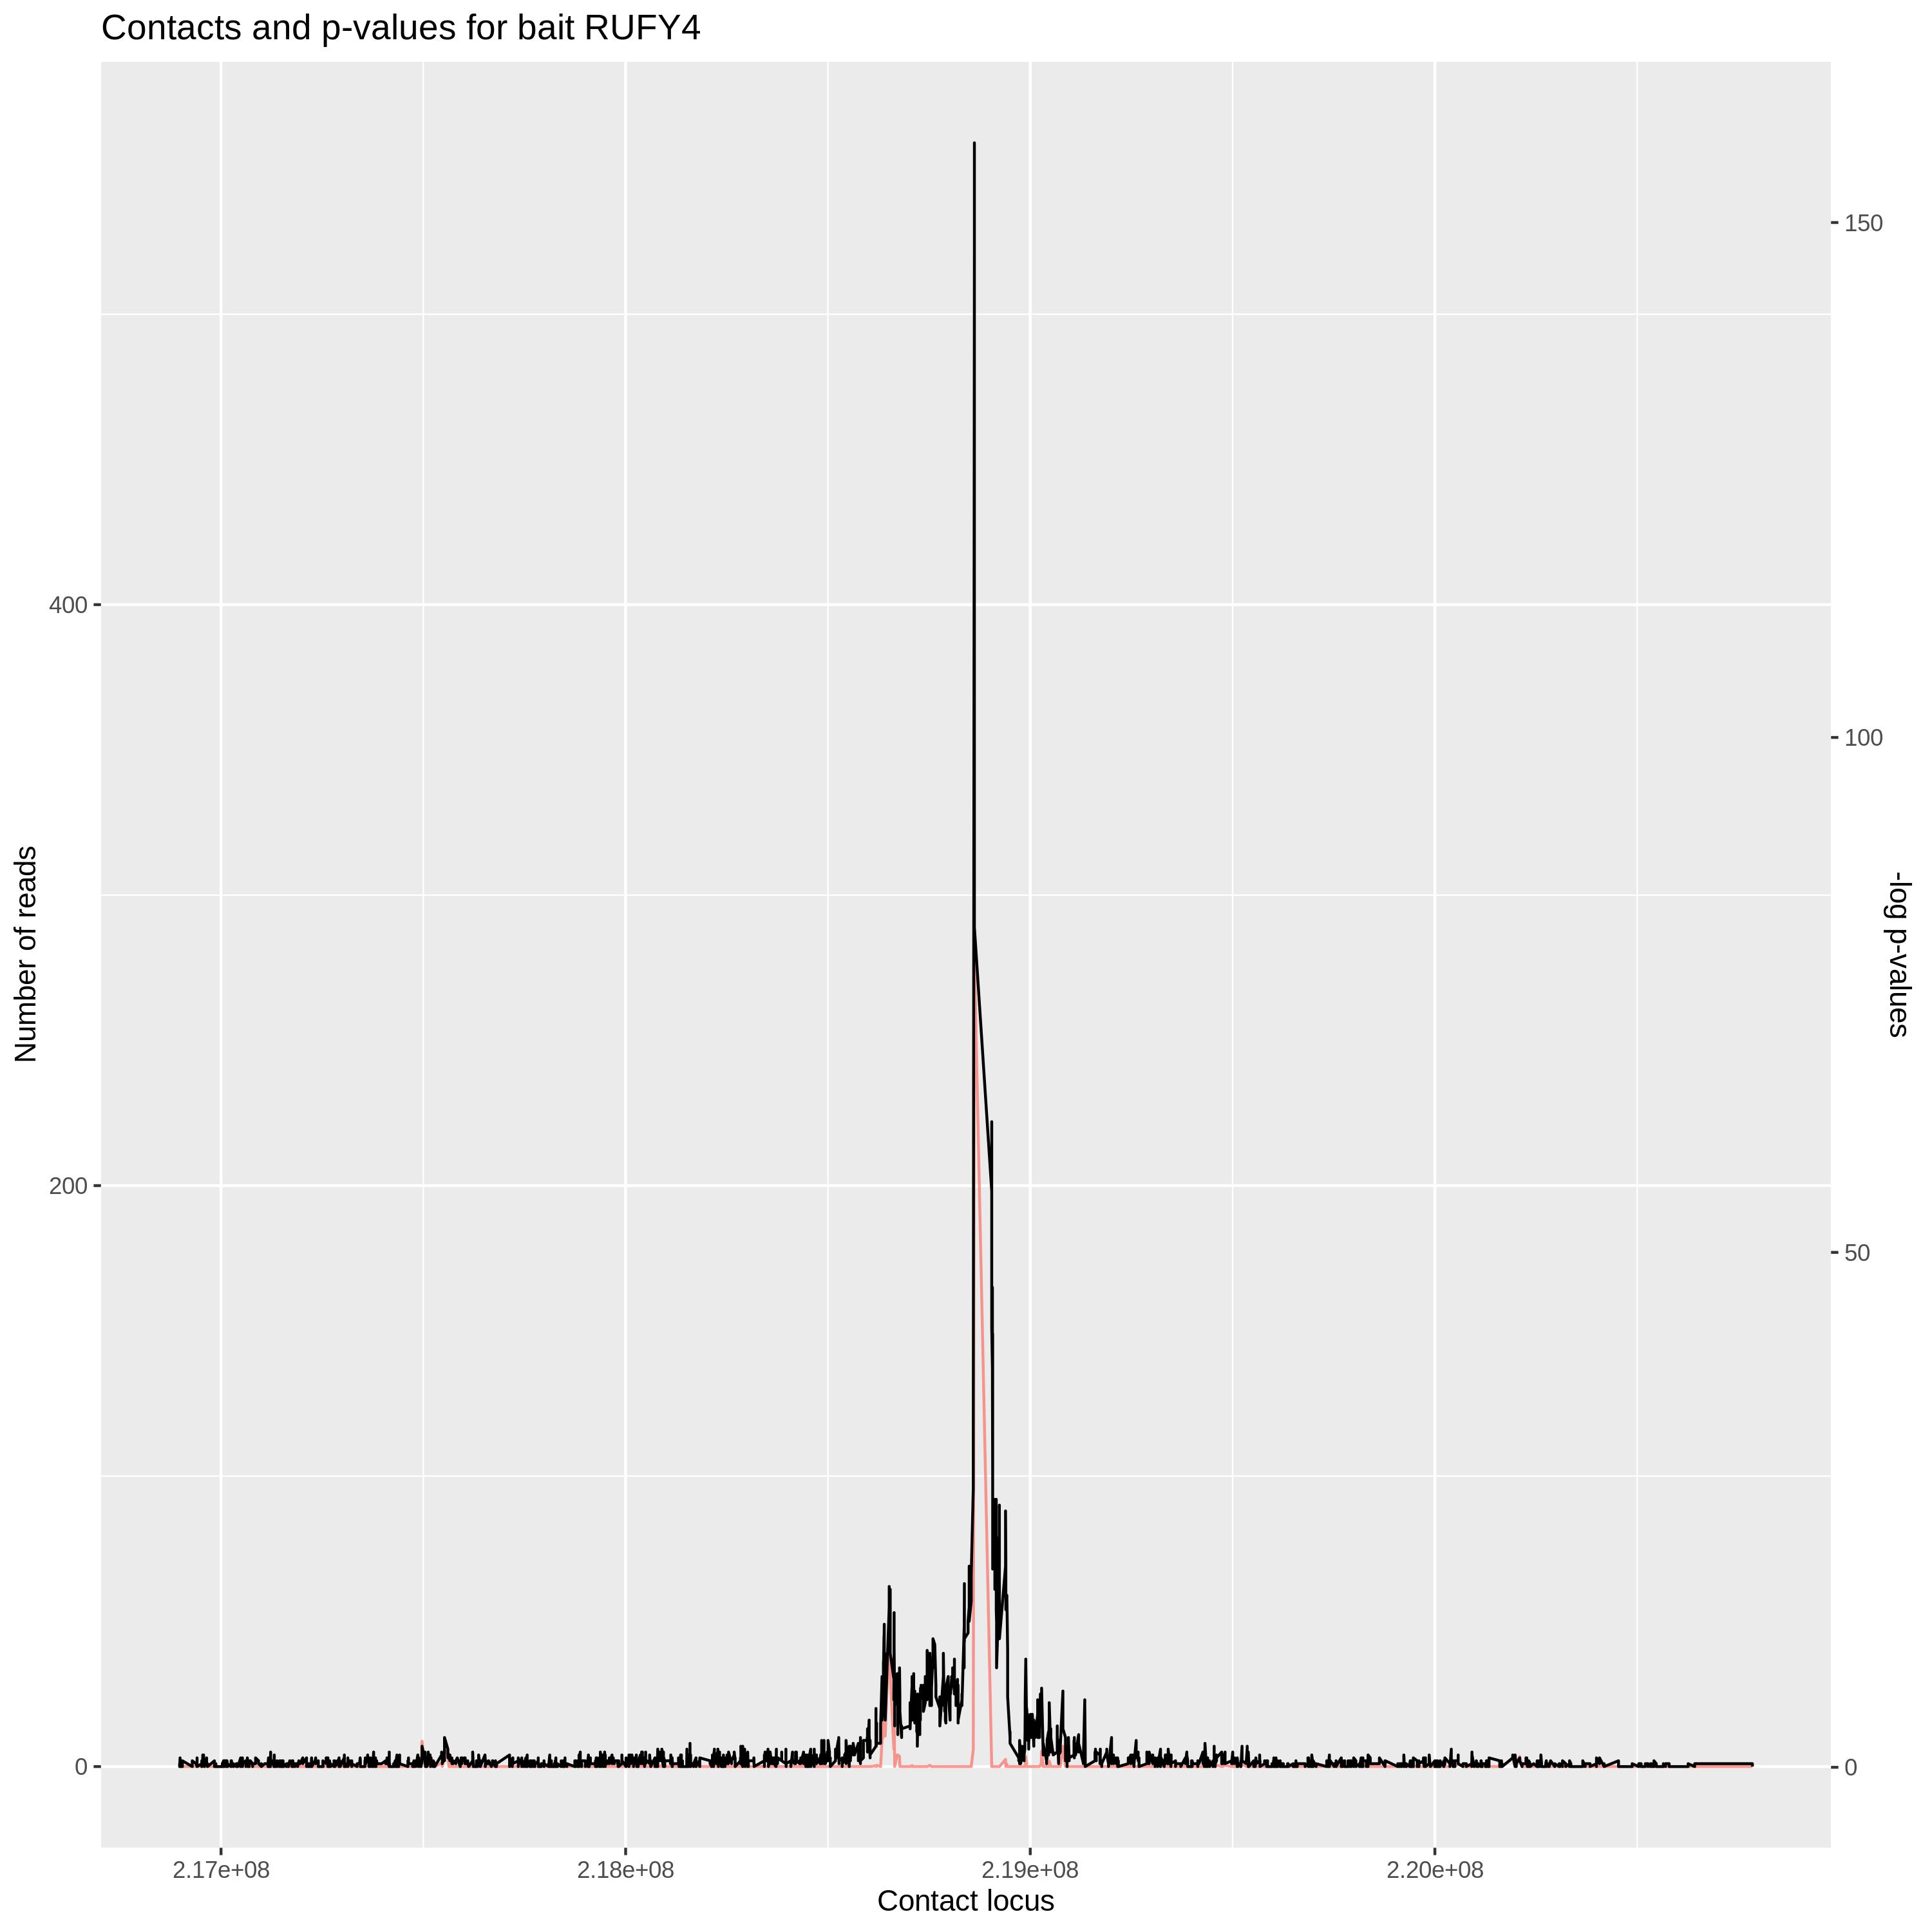 Contacts and p-values for bait RUFY4
Number of reads
400
200
0
150
100
50
0
-log p-values
2.17e+08
2.18e+08
2.19e+08
2.20e+08
Contact locus